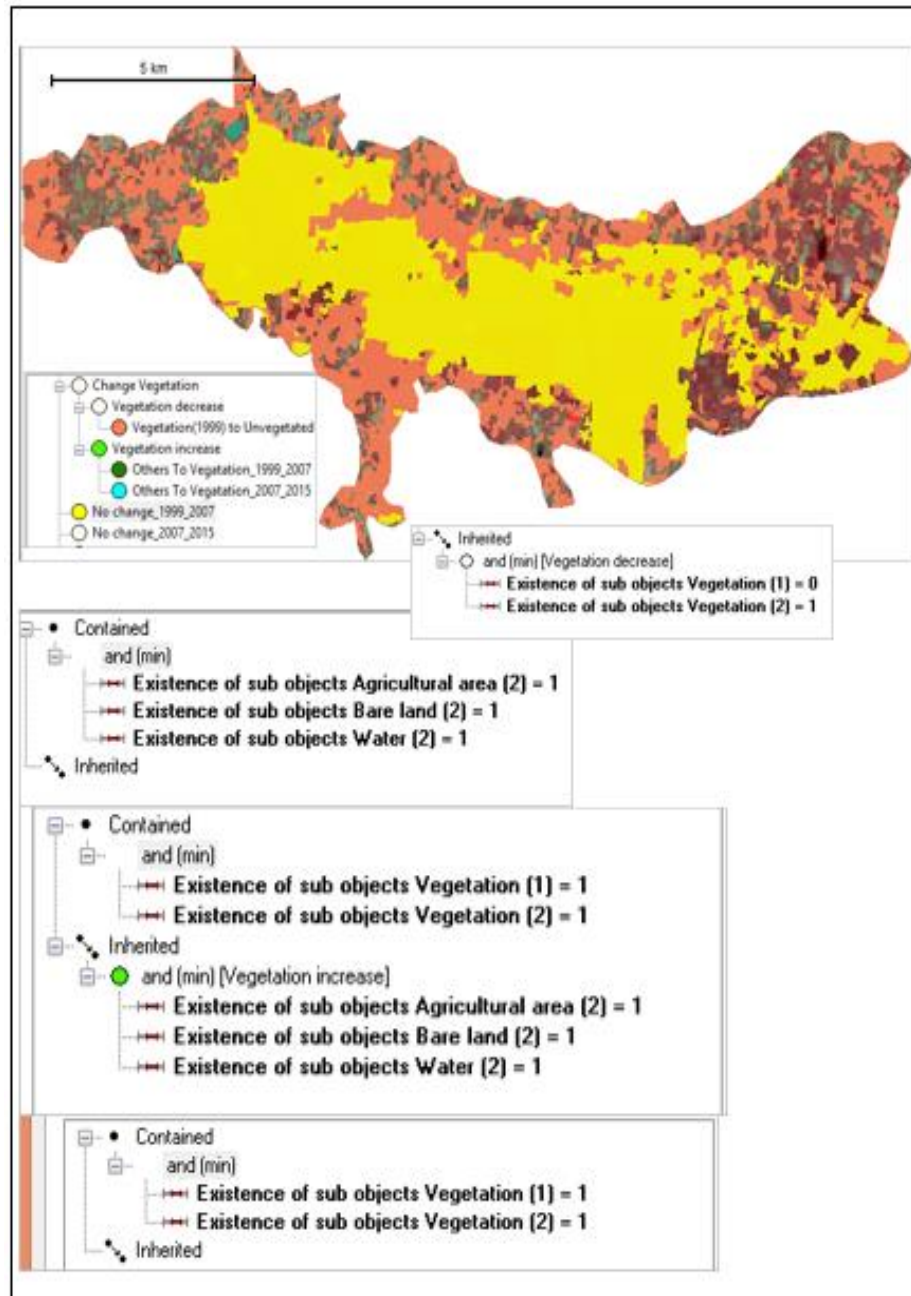 5 km
Change Vegetation
Vegetation decrease
Vegetation(1999) to Unvegetated
Vegetation increase
Others To Vegatation_1999_2007
Others To Vegatation_2007_2015
No change_1999_2007
No change_2007_2015
Inherited
and (min) [Vegetation decrease]
Existence of sub objects Vegetation (1) = 0
Existence of sub objects Vegetation (2) = 1
Contained
and (min)
Existence of sub objects Agricultural area (2) = 1
Existence of sub objects Bare land (2) = 1
Existence of sub objects Water (2) = 1
Inherited
Contained
and (min)
Existence of sub objects Vegetation (1) = 1
Existence of sub objects Vegetation (2) = 1
Inherited
and (min) [Vegetation increase]
Existence of sub objects Agricultural area (2) = 1
Existence of sub objects Bare land (2) = 1
Existence of sub objects Water (2) = 1
Contained
and (min)
Existence of sub objects Vegetation (1) = 1
Existence of sub objects Vegetation (2) = 1
Inherited